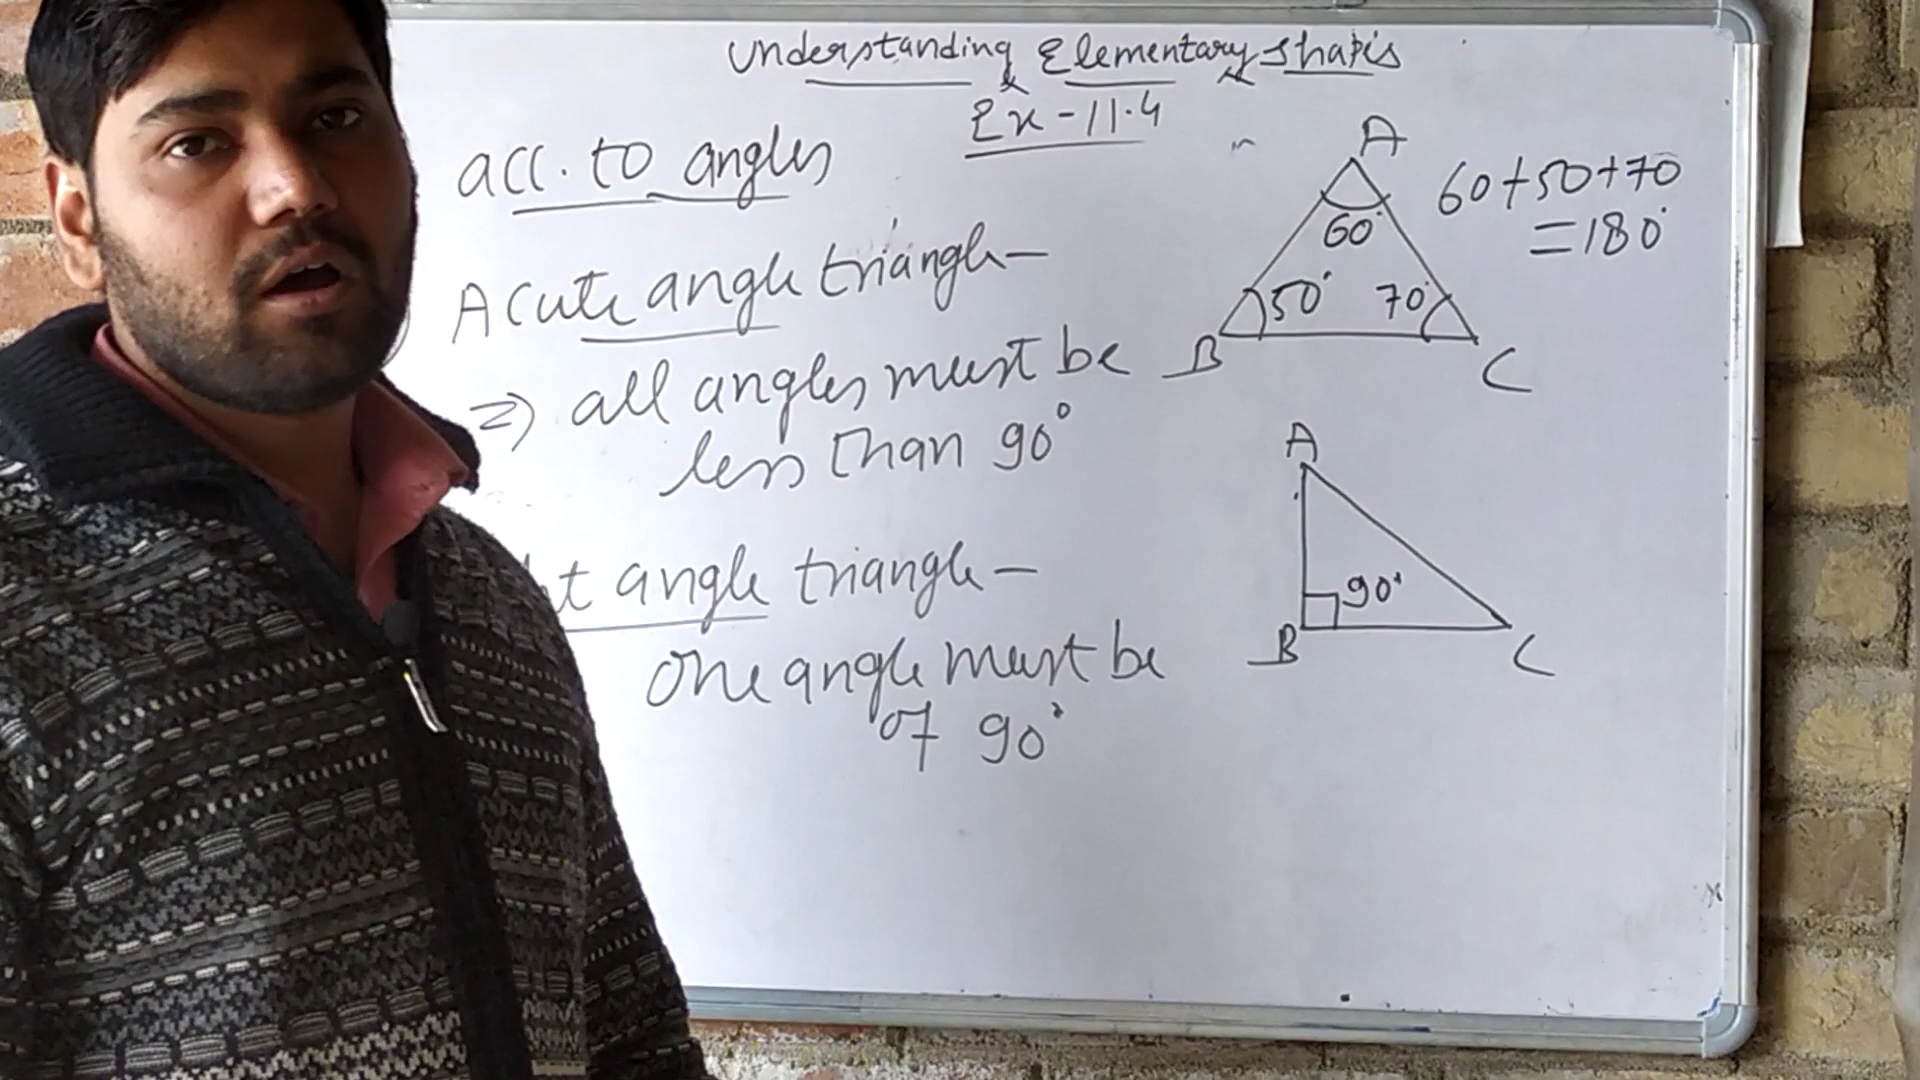 Understanding Elementary Shapes
Ex-11.4
acc. to angles
Acute angle triangle-
⇒ all angles must be
less than 90°
angle triangle-
one angle must be
of 90°
A
60°
50° 70°
B C
60+50+70
=180°
A
90°
B C